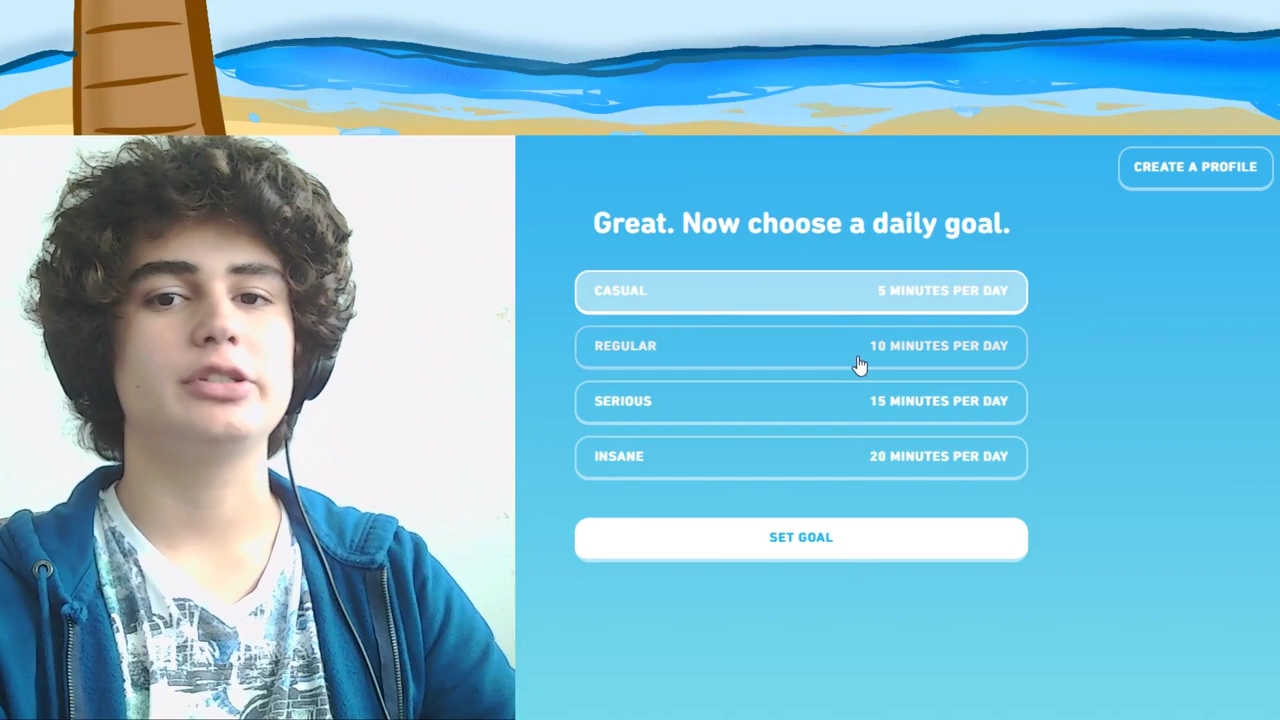 CREATE A PROFILE
Great. Now choose a daily goal.
CASUAL 5 MINUTES PER DAY
REGULAR 10 MINUTES PER DAY
SERIOUS 15 MINUTES PER DAY
INSANE 20 MINUTES PER DAY
SET GOAL